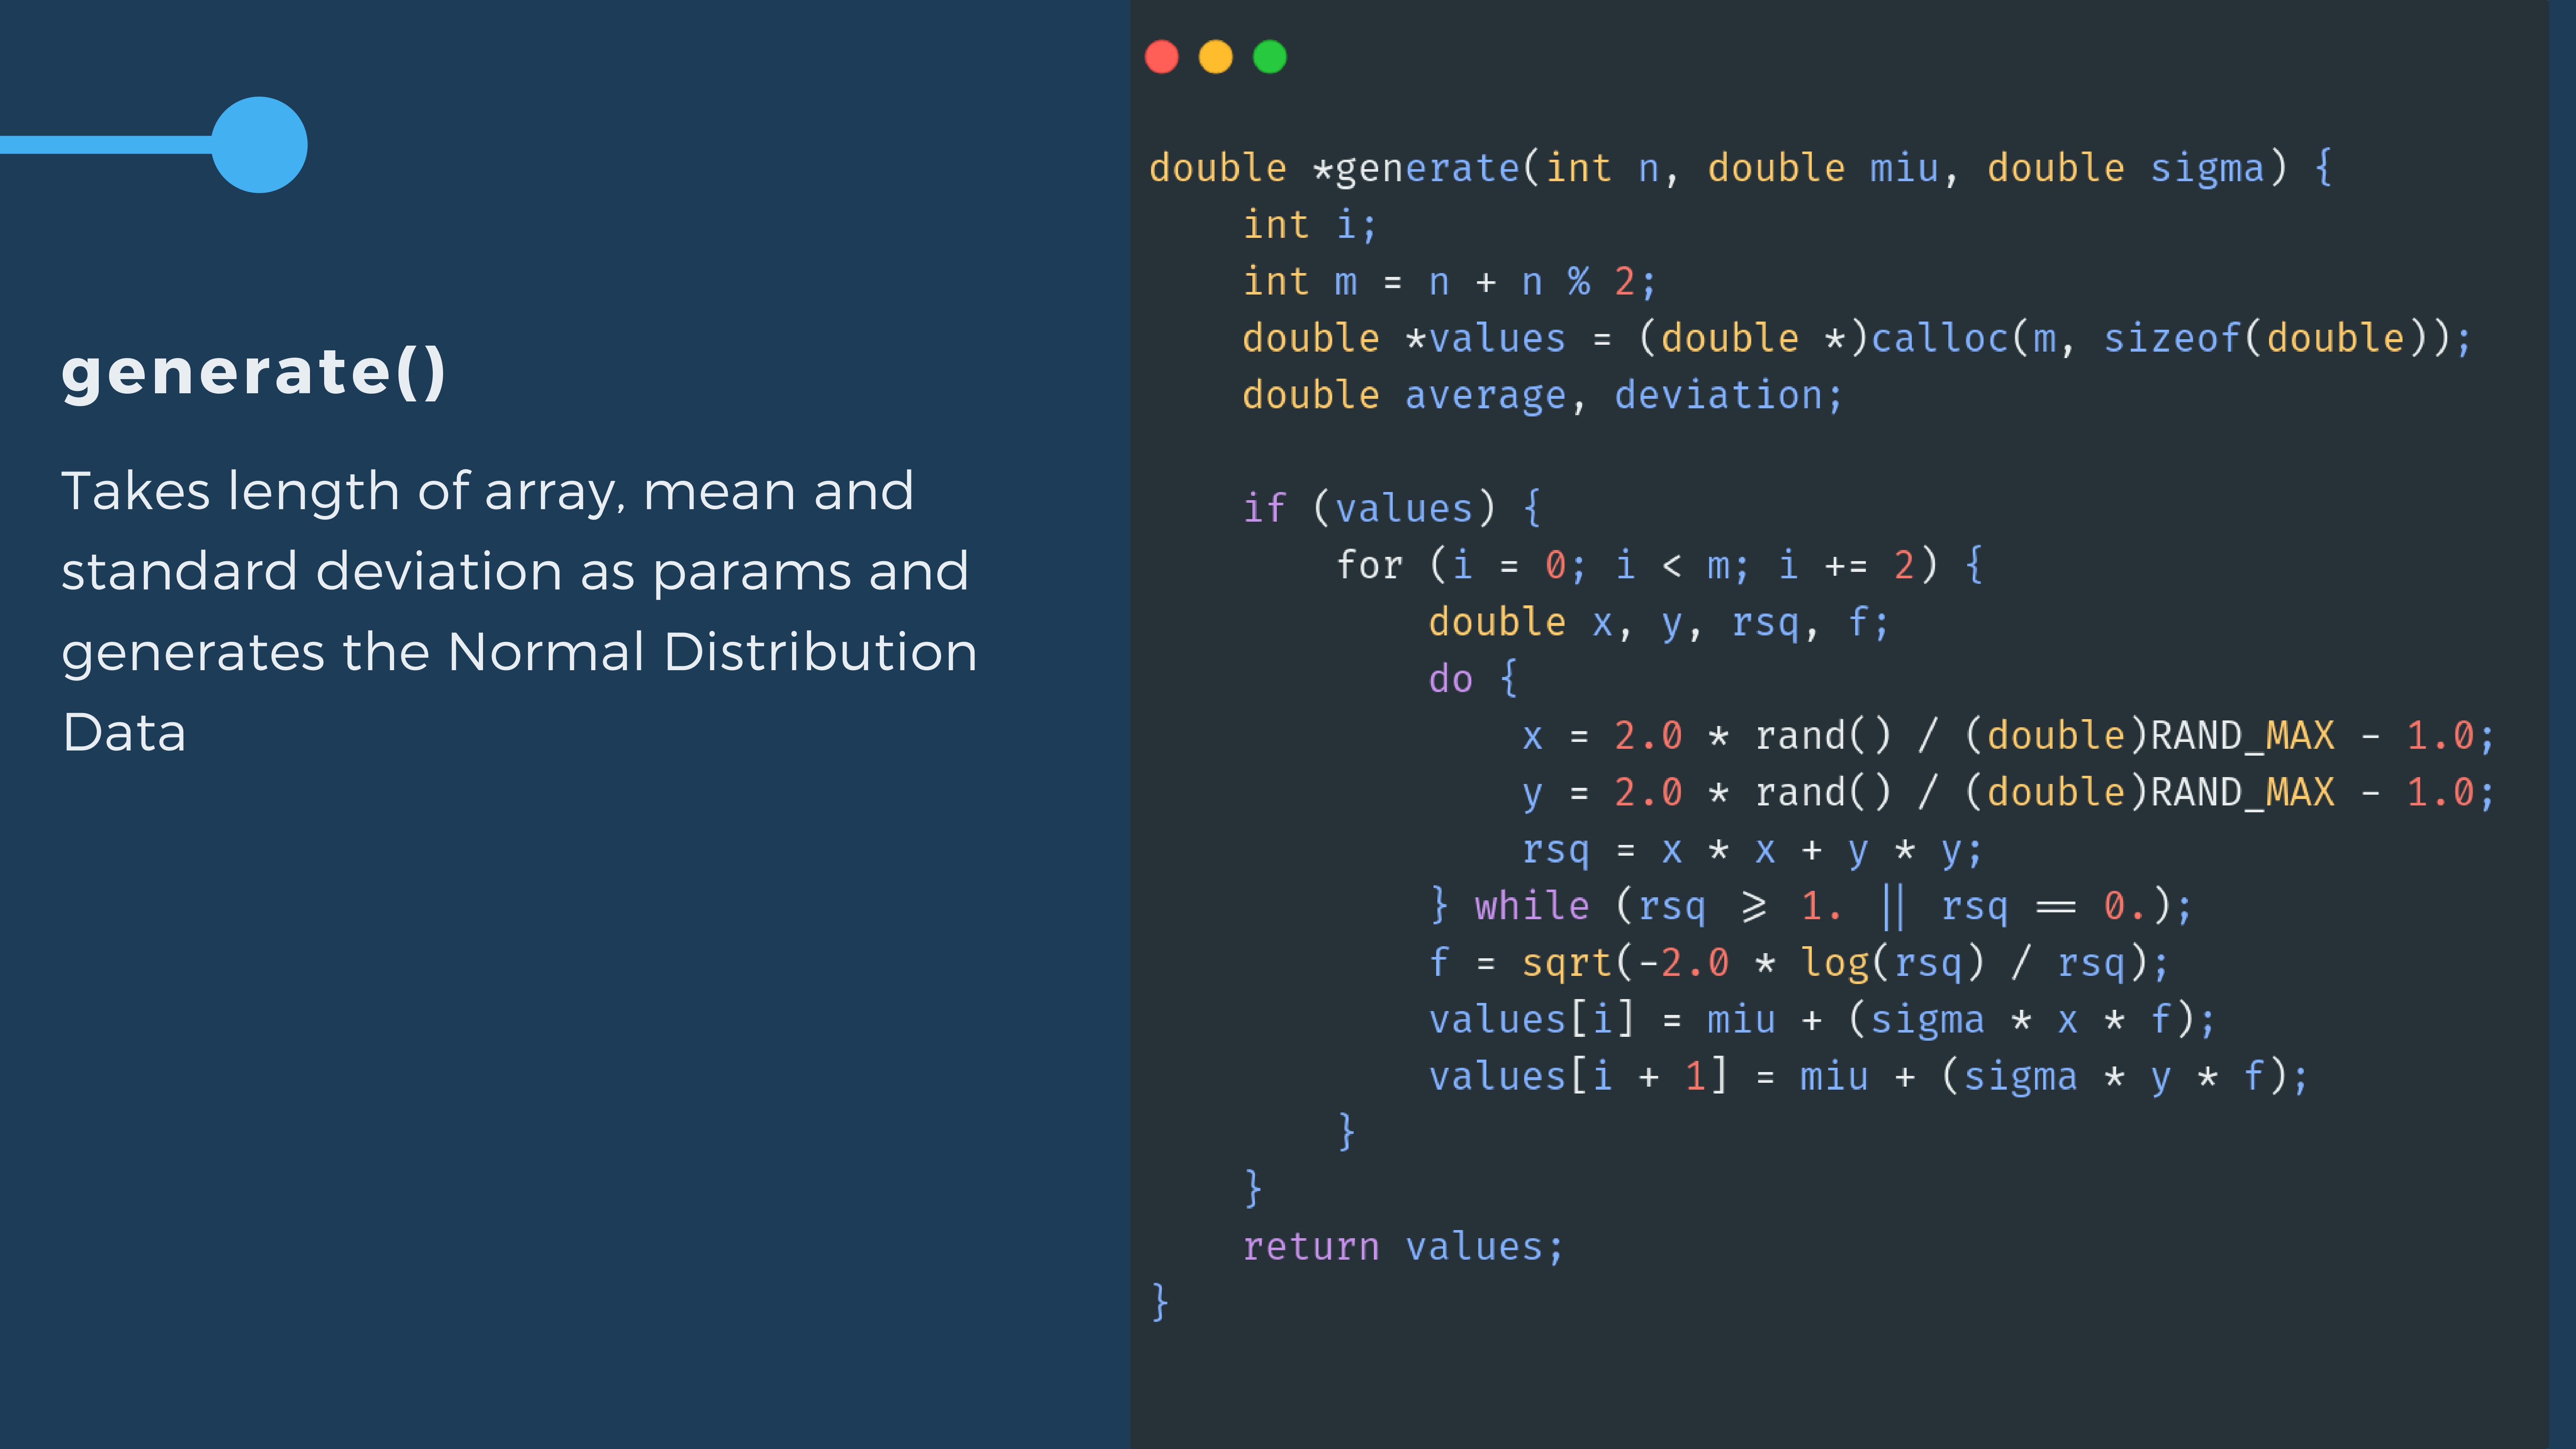 generate()
Takes length of array, mean and
standard deviation as params and
generates the Normal Distribution
Data
double *generate(int n, double miu, double sigma) {
    int i;
    int m = n + n % 2;
    double *values = (double *)calloc(m, sizeof(double));
    double average, deviation;
    if (values) {
        for (i = 0; i < m; i += 2) {
            double x, y, rsq, f;
            do {
                x = 2.0 * rand() / (double)RAND_MAX - 1.0;
                y = 2.0 * rand() / (double)RAND_MAX - 1.0;
                rsq = x * x + y * y;
            } while (rsq >= 1. || rsq == 0.);
            f = sqrt(-2.0 * log(rsq) / rsq);
            values[i] = miu + (sigma * x * f);
            values[i + 1] = miu + (sigma * y * f);
        }
    }
    return values;
}